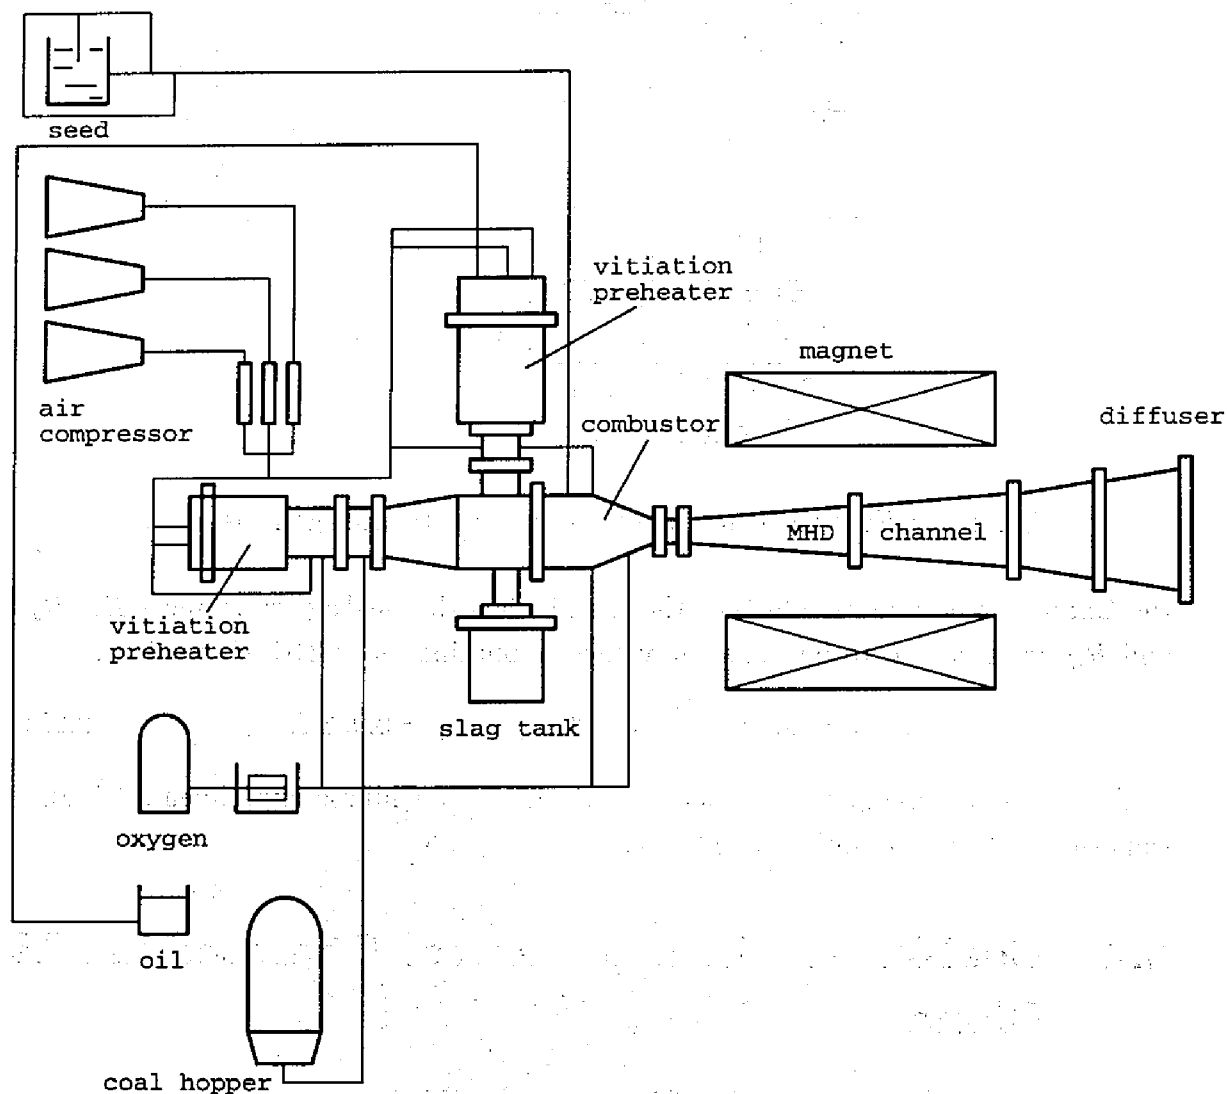 seed
vitiation
preheater
magnet
air
compressor
combustor
diffuser
MHD channel
vitiation
preheater
slag tank
oxygen
oil
coal hopper